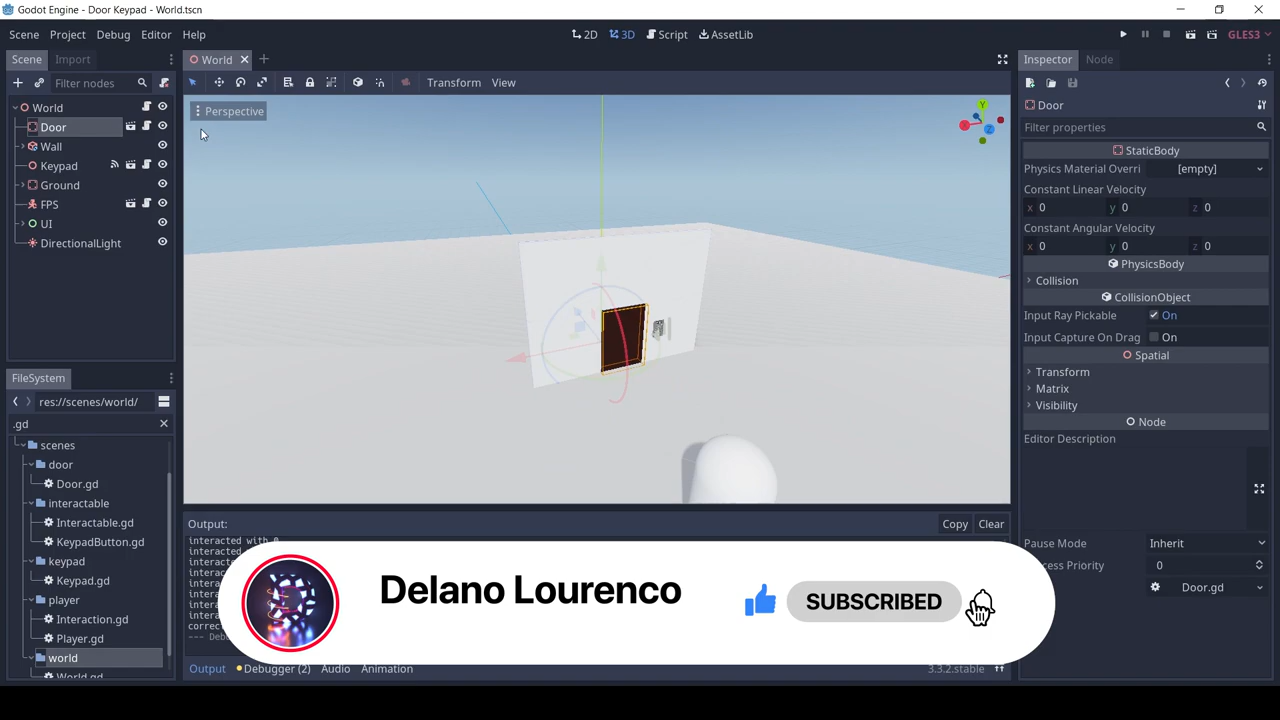 Godot Engine - Door Keypad - World.tscn
Scene Project Debug Editor Help
2D 3D Script AssetLib
GLES3
Scene Import
World
Inspector Node
Filter nodes
Transform View
World
Door
Wall
Keypad
Ground
FPS
UI
DirectionalLight
Perspective
Y
X
Z
Door
Filter properties
StaticBody
Physics Material Overri [empty]
Constant Linear Velocity
x 0 y 0 z 0
Constant Angular Velocity
x 0 y 0 z 0
PhysicsBody
Collision
CollisionObject
Input Ray Pickable On
Input Capture On Drag On
Spatial
Transform
Matrix
Visibility
Node
Editor Description
Pause Mode Inherit
Priority 0
Door.gd
FileSystem
res://scenes/world/
.gd
scenes
door
Door.gd
interactable
Interactable.gd
KeypadButton.gd
keypad
Keypad.gd
player
Interaction.gd
Player.gd
world
World.gd
Output:
Copy Clear
interacted with 0
Delano Lourenco
SUBSCRIBED
Output Debugger (2) Audio Animation
3.3.2.stable